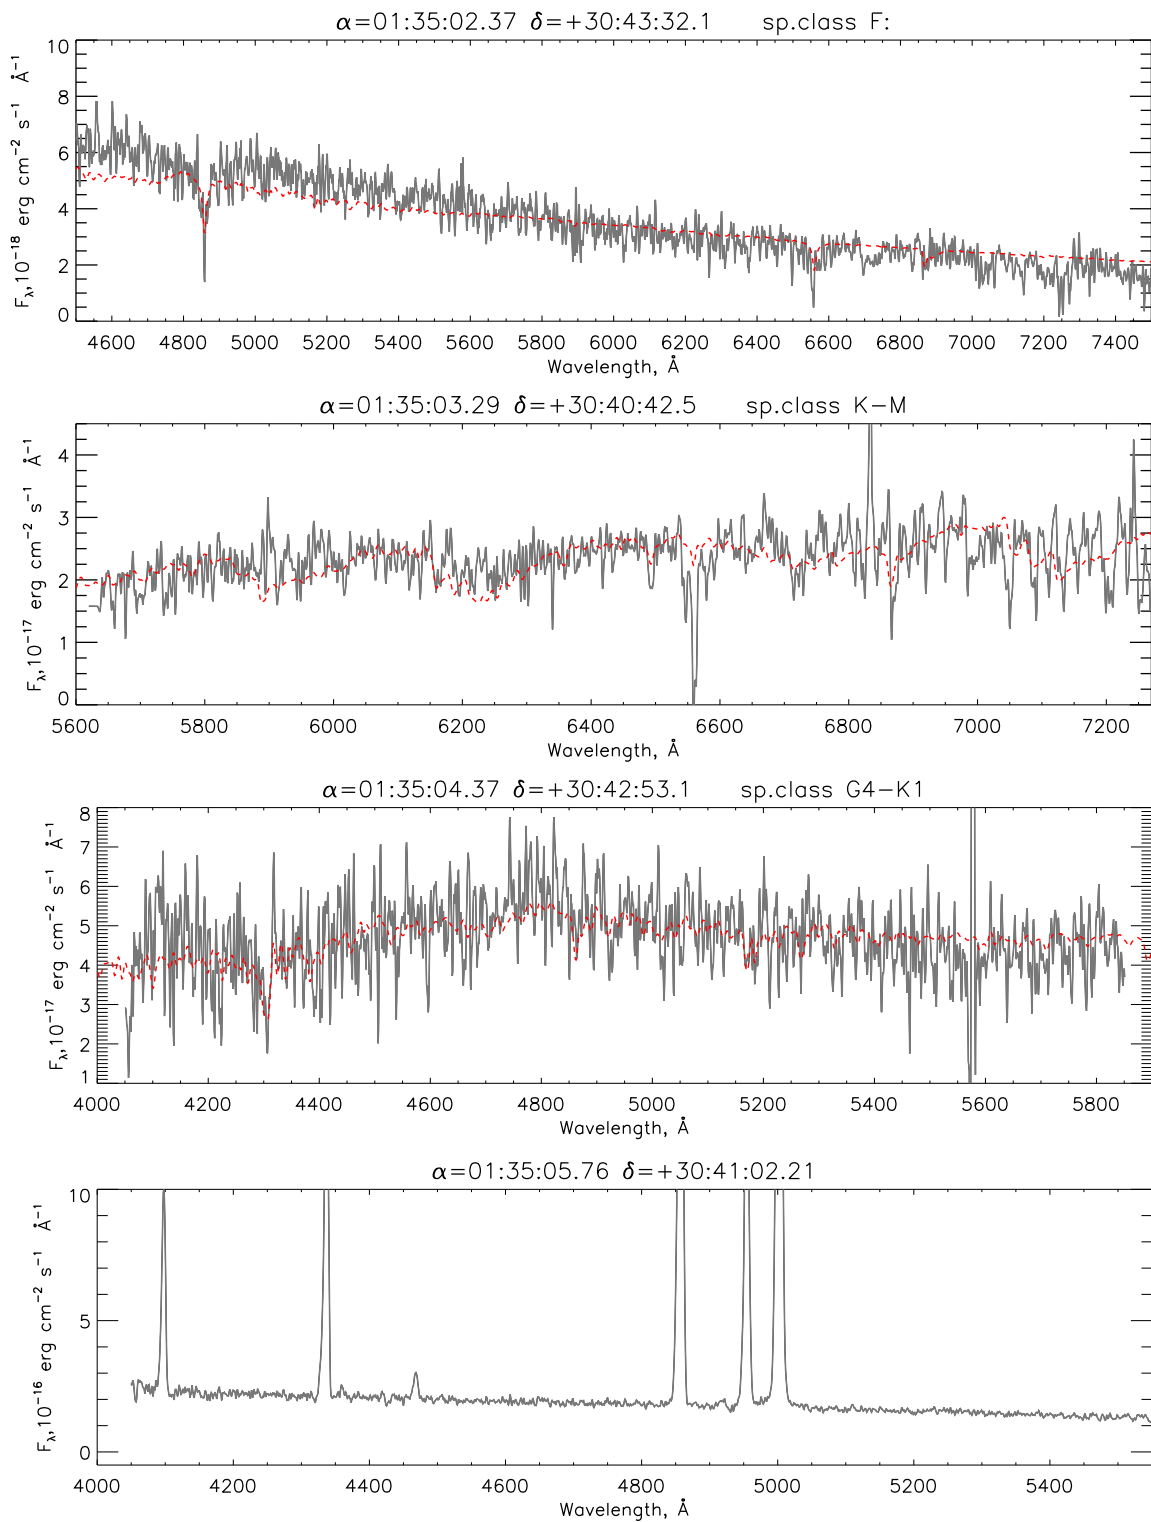 α=01:35:02.37 δ=+30:43:32.1 sp.class F:
F_λ,10⁻¹⁸ erg cm⁻² s⁻¹ Å⁻¹
10
8
6
4
2
0
4600 4800 5000 5200 5400 5600 5800 6000 6200 6400 6600 6800 7000 7200 7400
Wavelength, Å
α=01:35:03.29 δ=+30:40:42.5 sp.class K−M
F_λ,10⁻¹⁷ erg cm⁻² s⁻¹ Å⁻¹
4
3
2
1
0
5600 5800 6000 6200 6400 6600 6800 7000 7200
Wavelength, Å
α=01:35:04.37 δ=+30:42:53.1 sp.class G4−K1
F_λ,10⁻¹⁷ erg cm⁻² s⁻¹ Å⁻¹
8
7
6
5
4
3
2
1
4000 4200 4400 4600 4800 5000 5200 5400 5600 5800
Wavelength, Å
α=01:35:05.76 δ=+30:41:02.21
F_λ,10⁻¹⁶ erg cm⁻² s⁻¹ Å⁻¹
10
5
0
4000 4200 4400 4600 4800 5000 5200 5400
Wavelength, Å